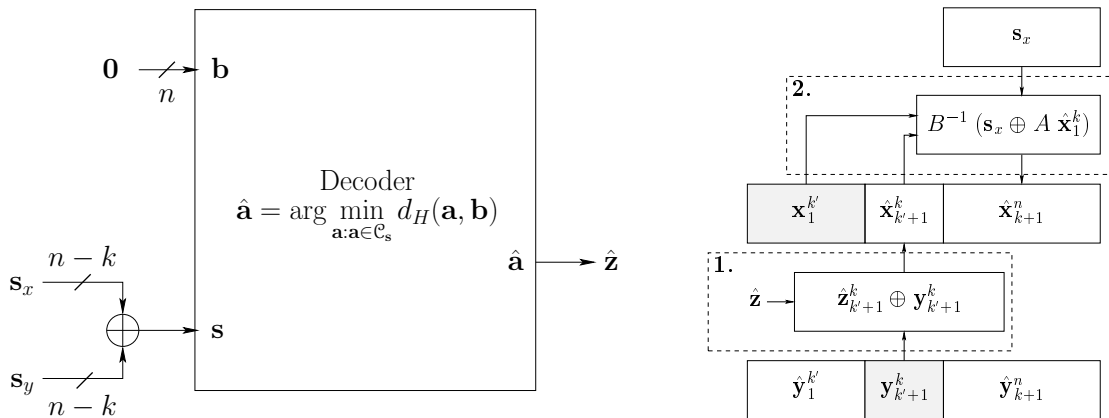 0
n
b
Decoder
â = arg min d_H(a, b)
a:a∈C_s
â
ẑ
n − k
s_x
s
s_y
n − k
s_x
2.
B^{-1} (s_x ⊕ A x̂_1^k)
x_1^{k'} x̂_{k'+1}^k x̂_{k+1}^n
1.
ẑ ẑ_{k'+1}^k ⊕ y_{k'+1}^k
ŷ_1^{k'} y_{k'+1}^k ŷ_{k+1}^n